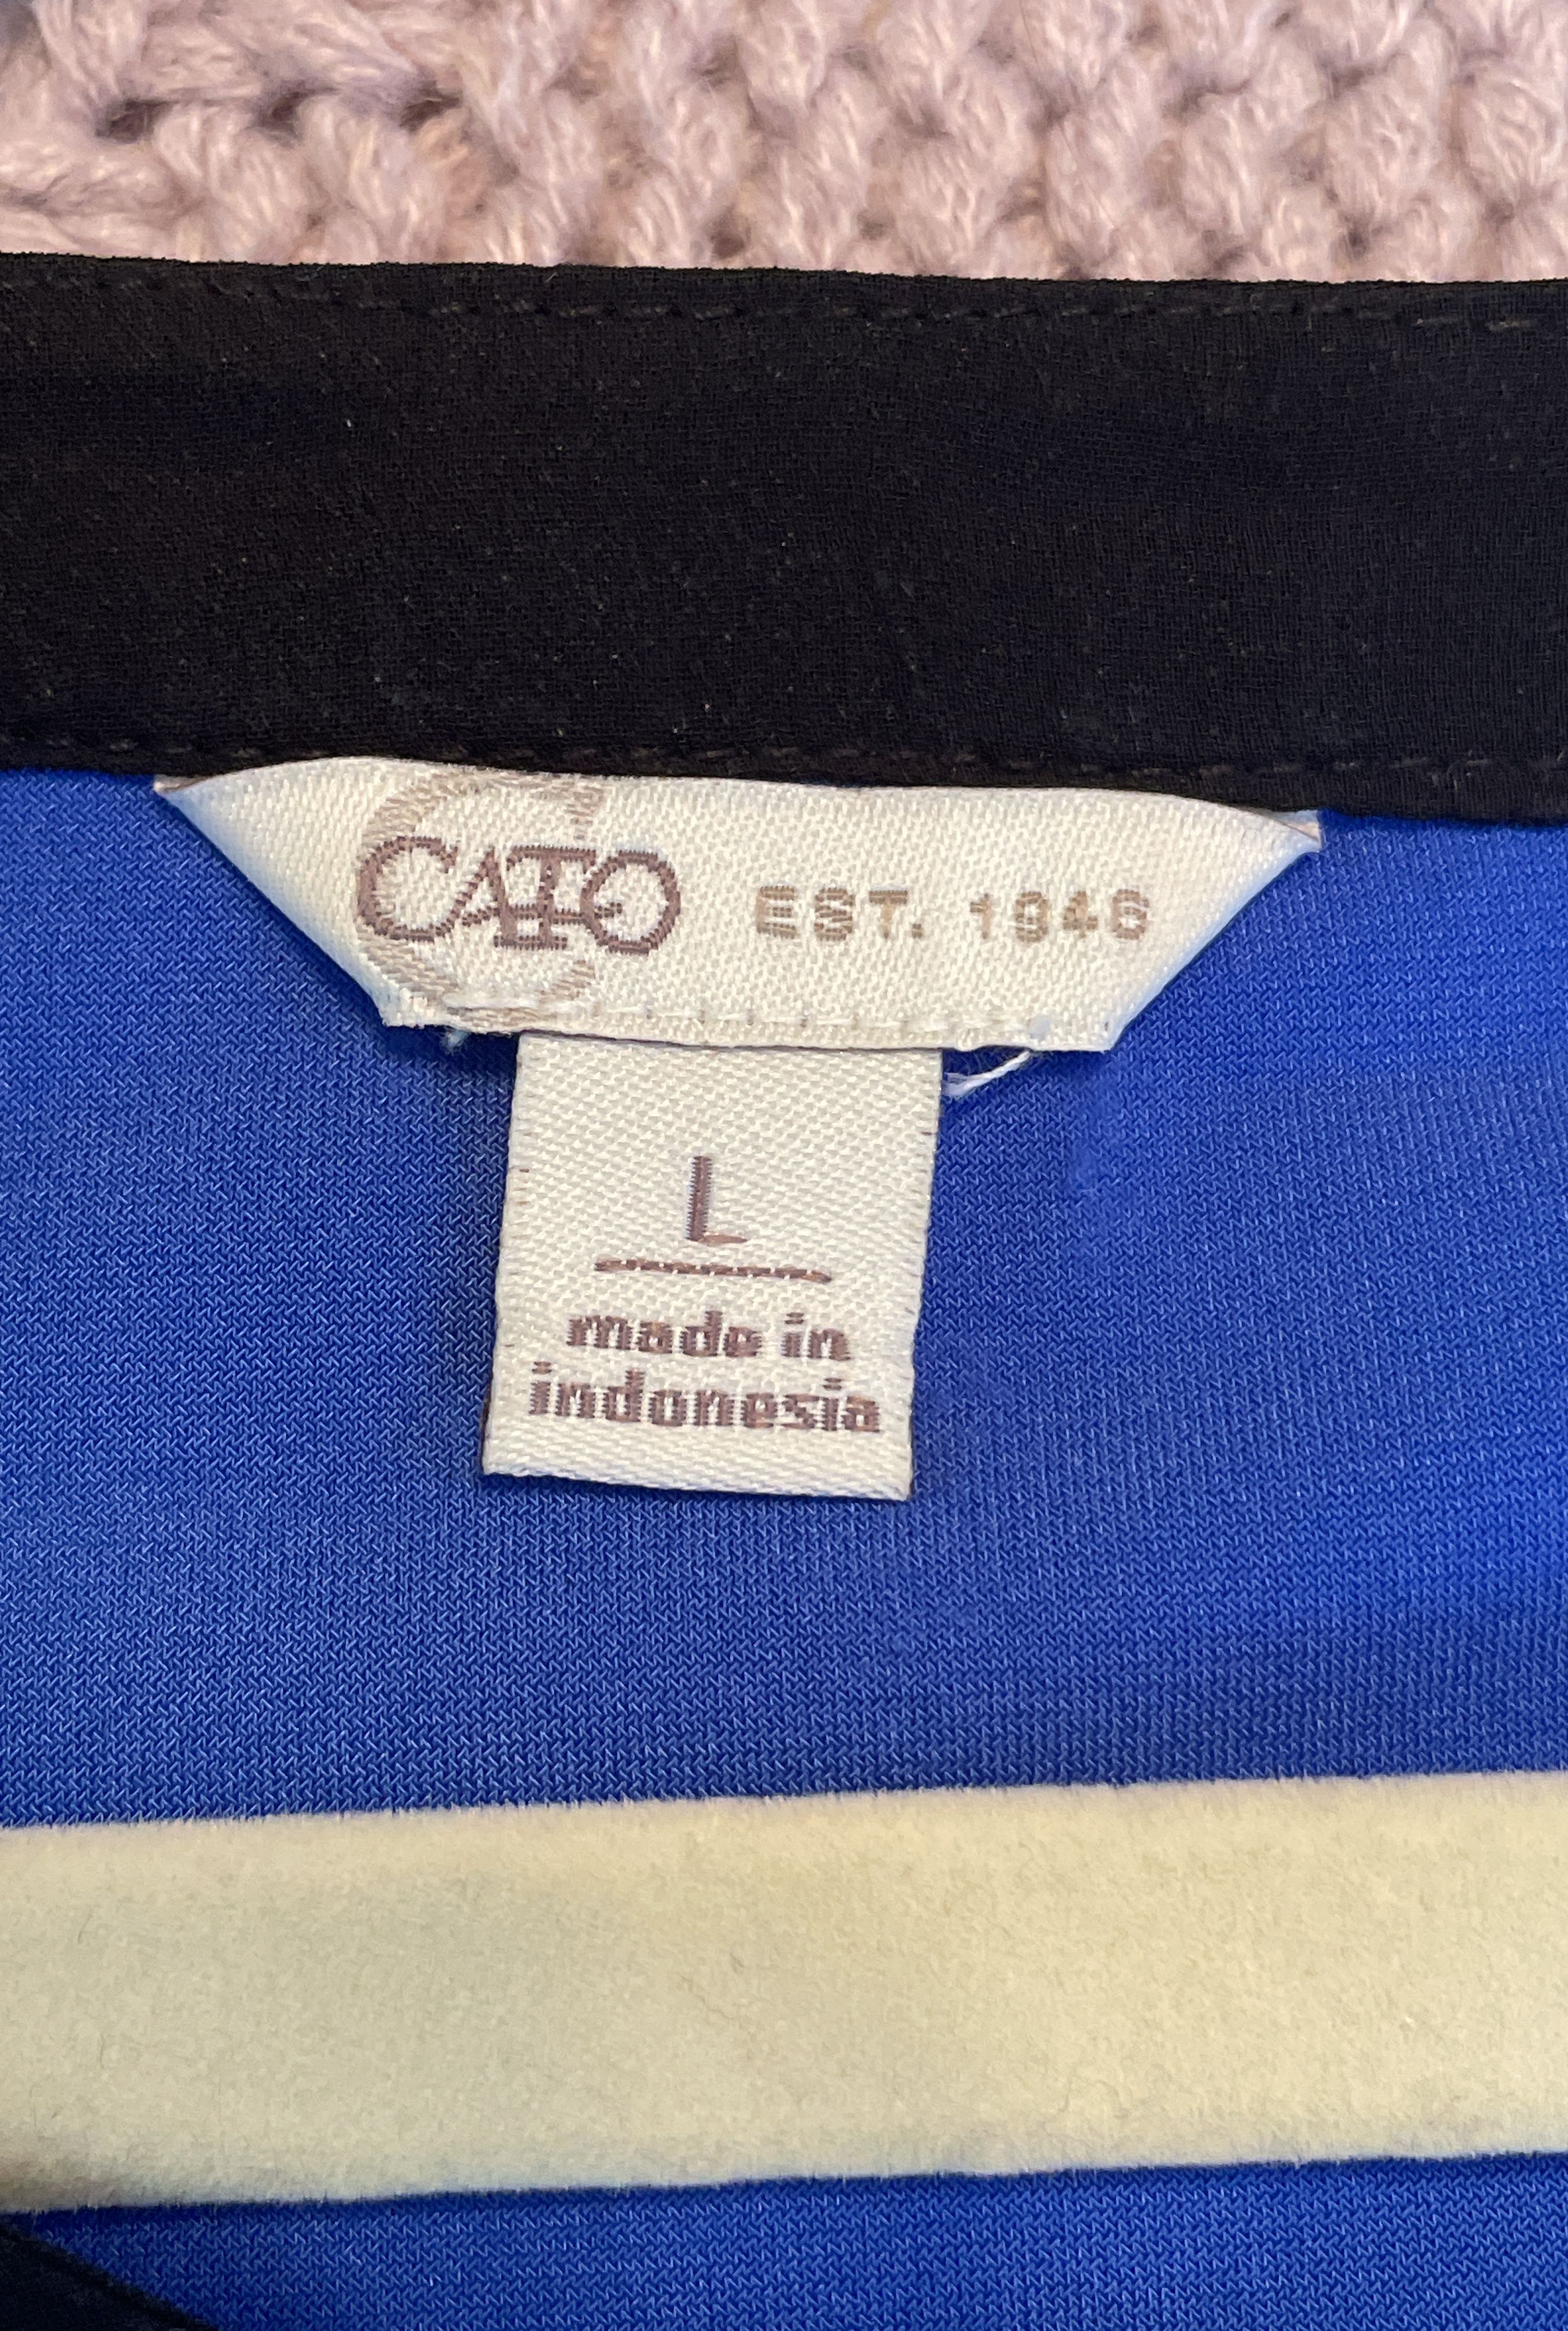 CATO EST. 1946
L
made in
indonesia